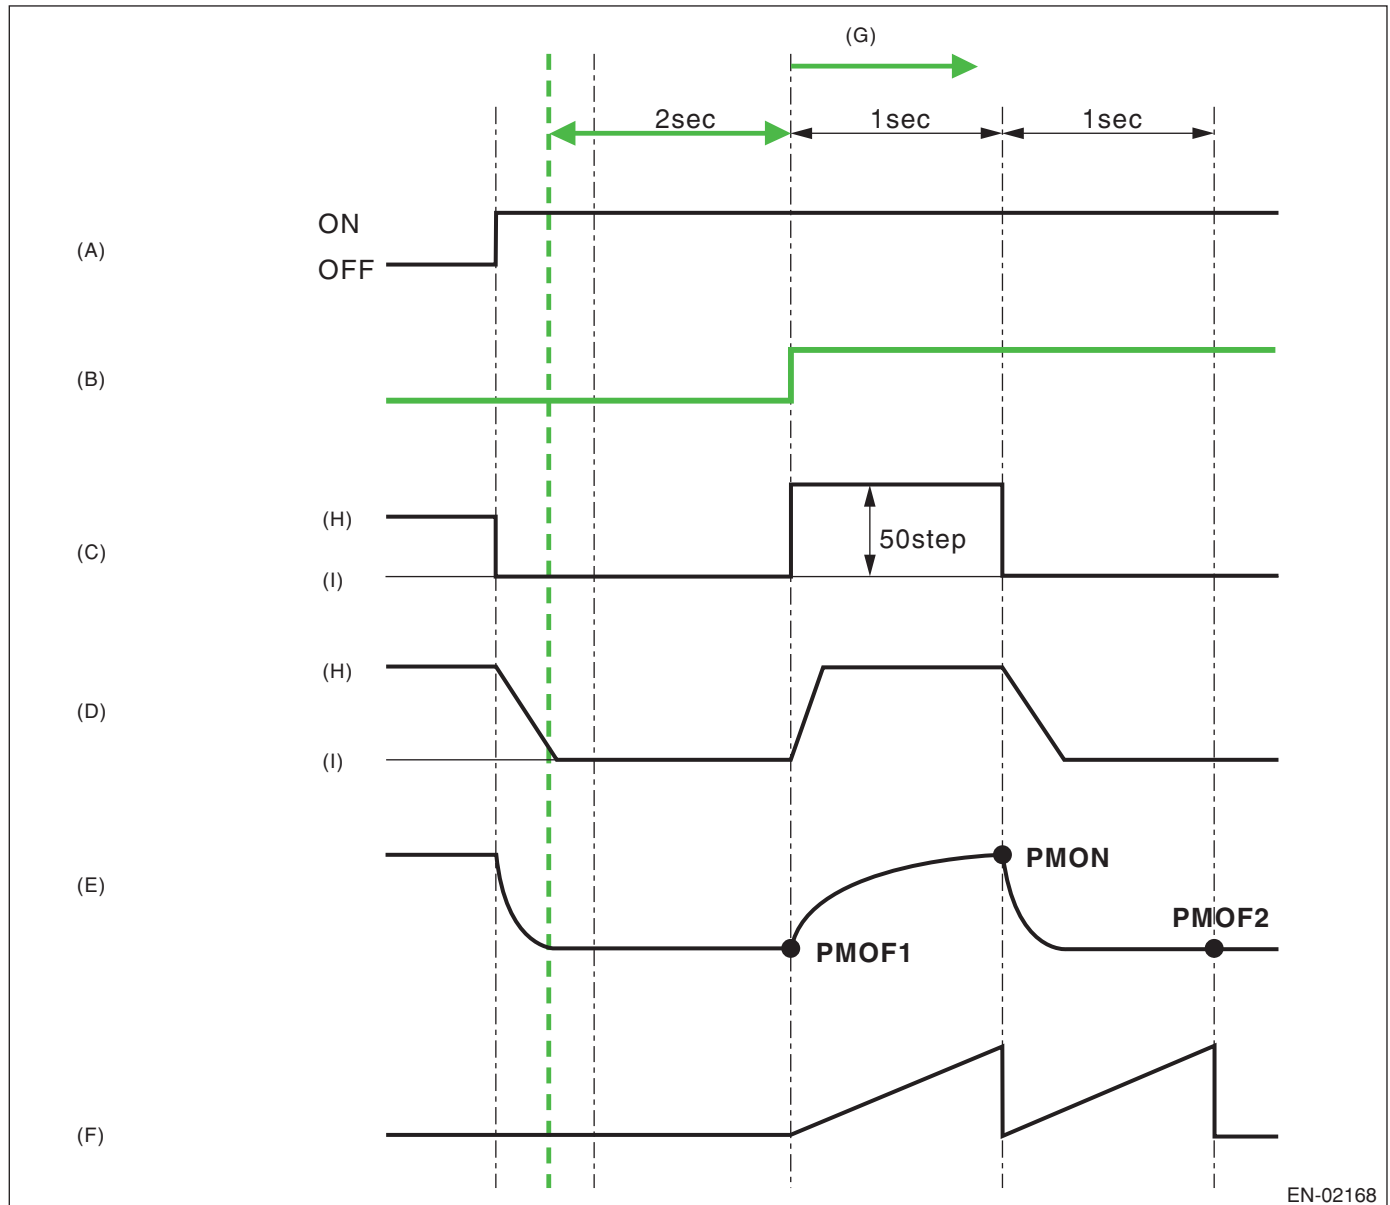 (G)
2sec 1sec 1sec
(A) ON
OFF
(B)
(C) (H)
50step
(I)
(D) (H)
(I)
(E)
PMON
PMOF2
PMOF1
(F)
EN-02168